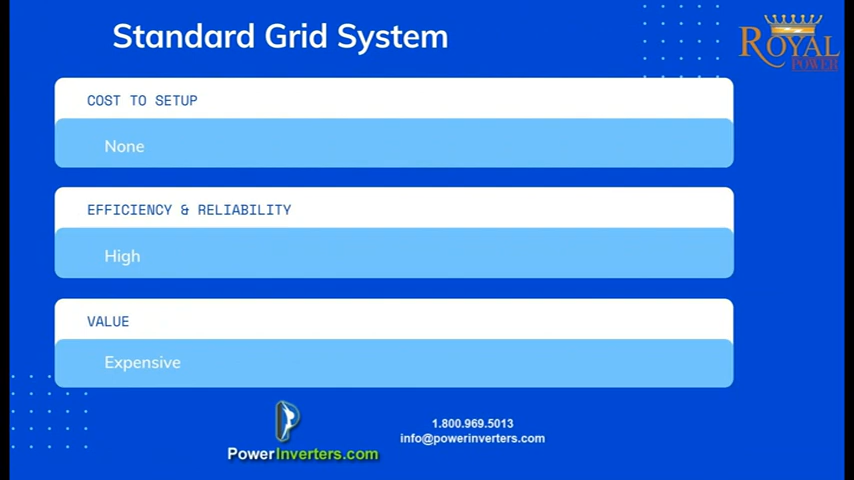 Standard Grid System
ROYAL
POWER
COST TO SETUP
None
EFFICIENCY & RELIABILITY
High
VALUE
Expensive
PowerInverters.com
1.800.969.5013
info@powerinverters.com